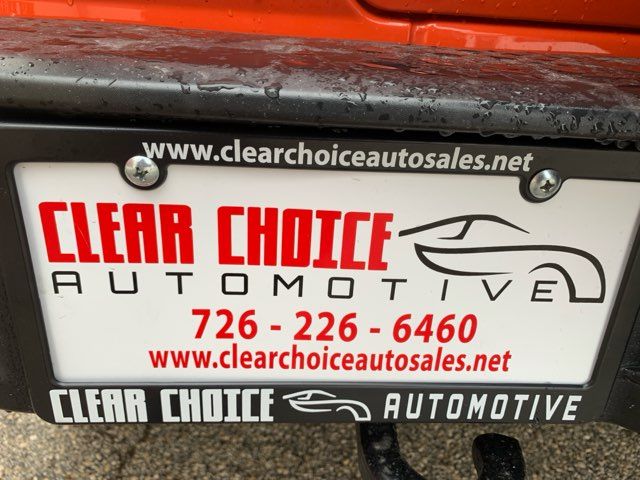 www.clearchoiceautosales.net
CLEAR CHOICE
AUTOMOTIVE
726 - 226 - 6460
www.clearchoiceautosales.net
CLEAR CHOICE AUTOMOTIVE